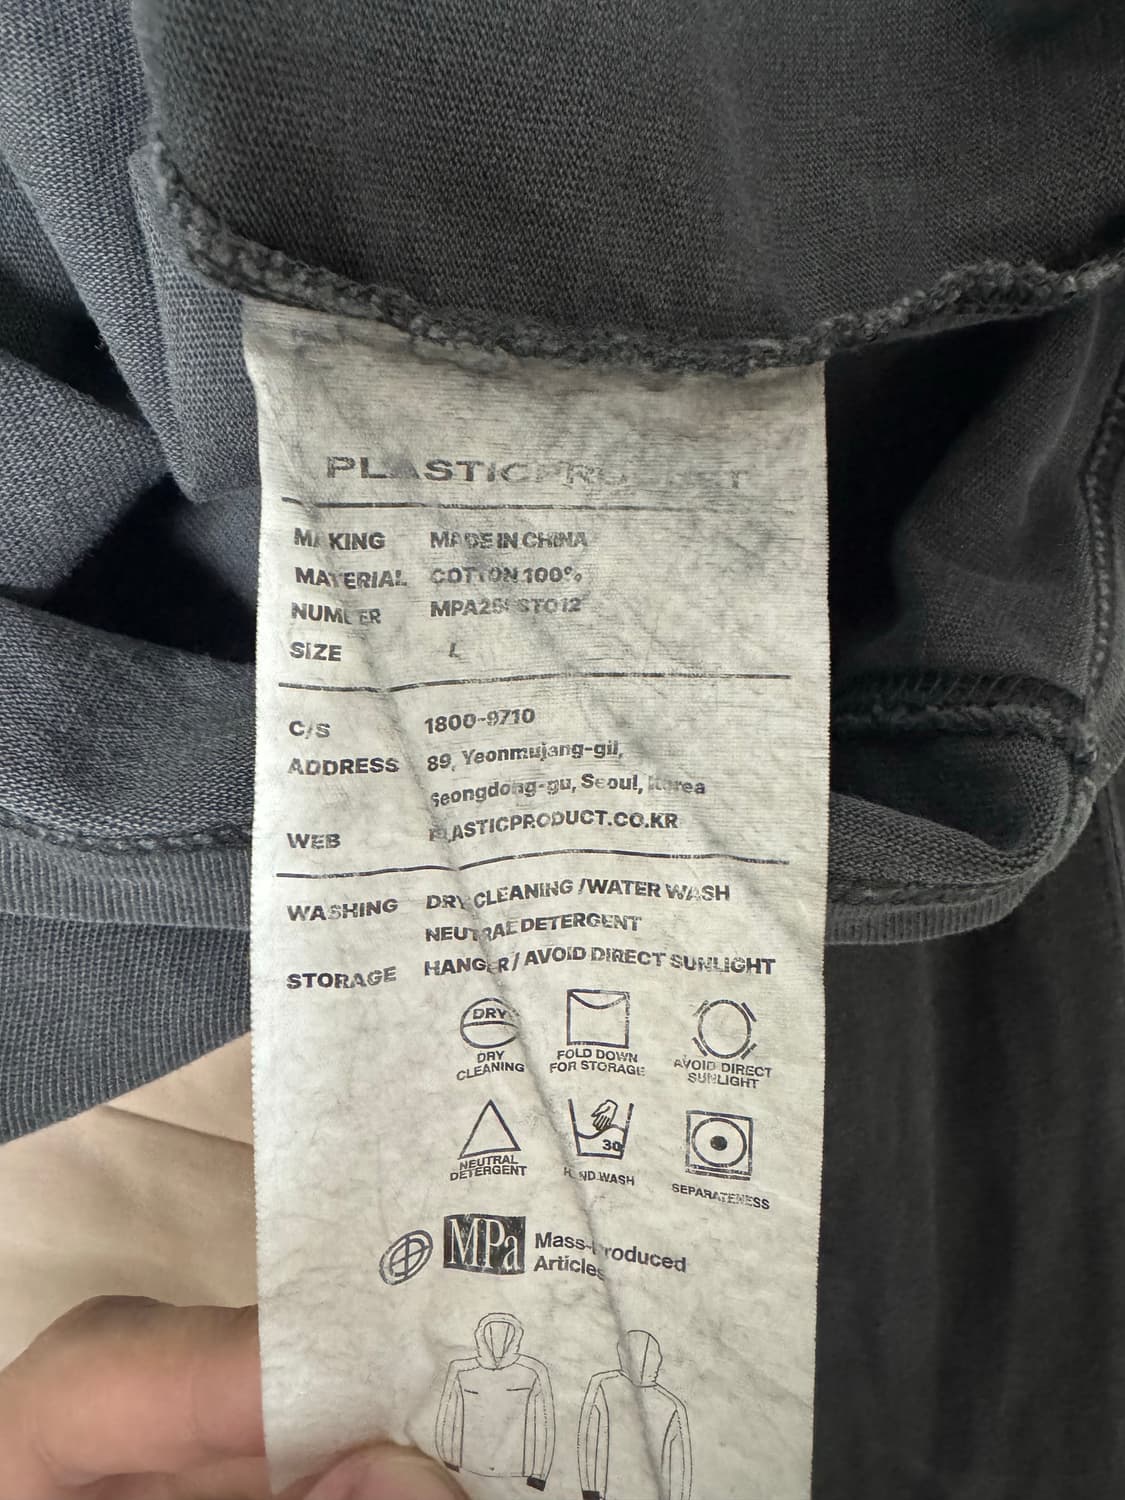 MAKING MADE IN CHINA
MATERIAL COTTON 100%
NUMBER
SIZE L
C/S 1800-9710
ADDRESS 89, Yeonmujang-gil,
Seongdong-gu, Seoul, Korea
WEB PLASTICPRODUCT.CO.KR
WASHING DRY CLEANING /WATER WASH
NEUTRAL DETERGENT
STORAGE HANGER / AVOID DIRECT SUNLIGHT
DRY
DRY
CLEANING
FOLD DOWN
FOR STORAGE
AVOID DIRECT
SUNLIGHT
30
NEUTRAL
DETERGENT
HAND WASH
SEPARATENESS
MPa Mass-Produced
Articles